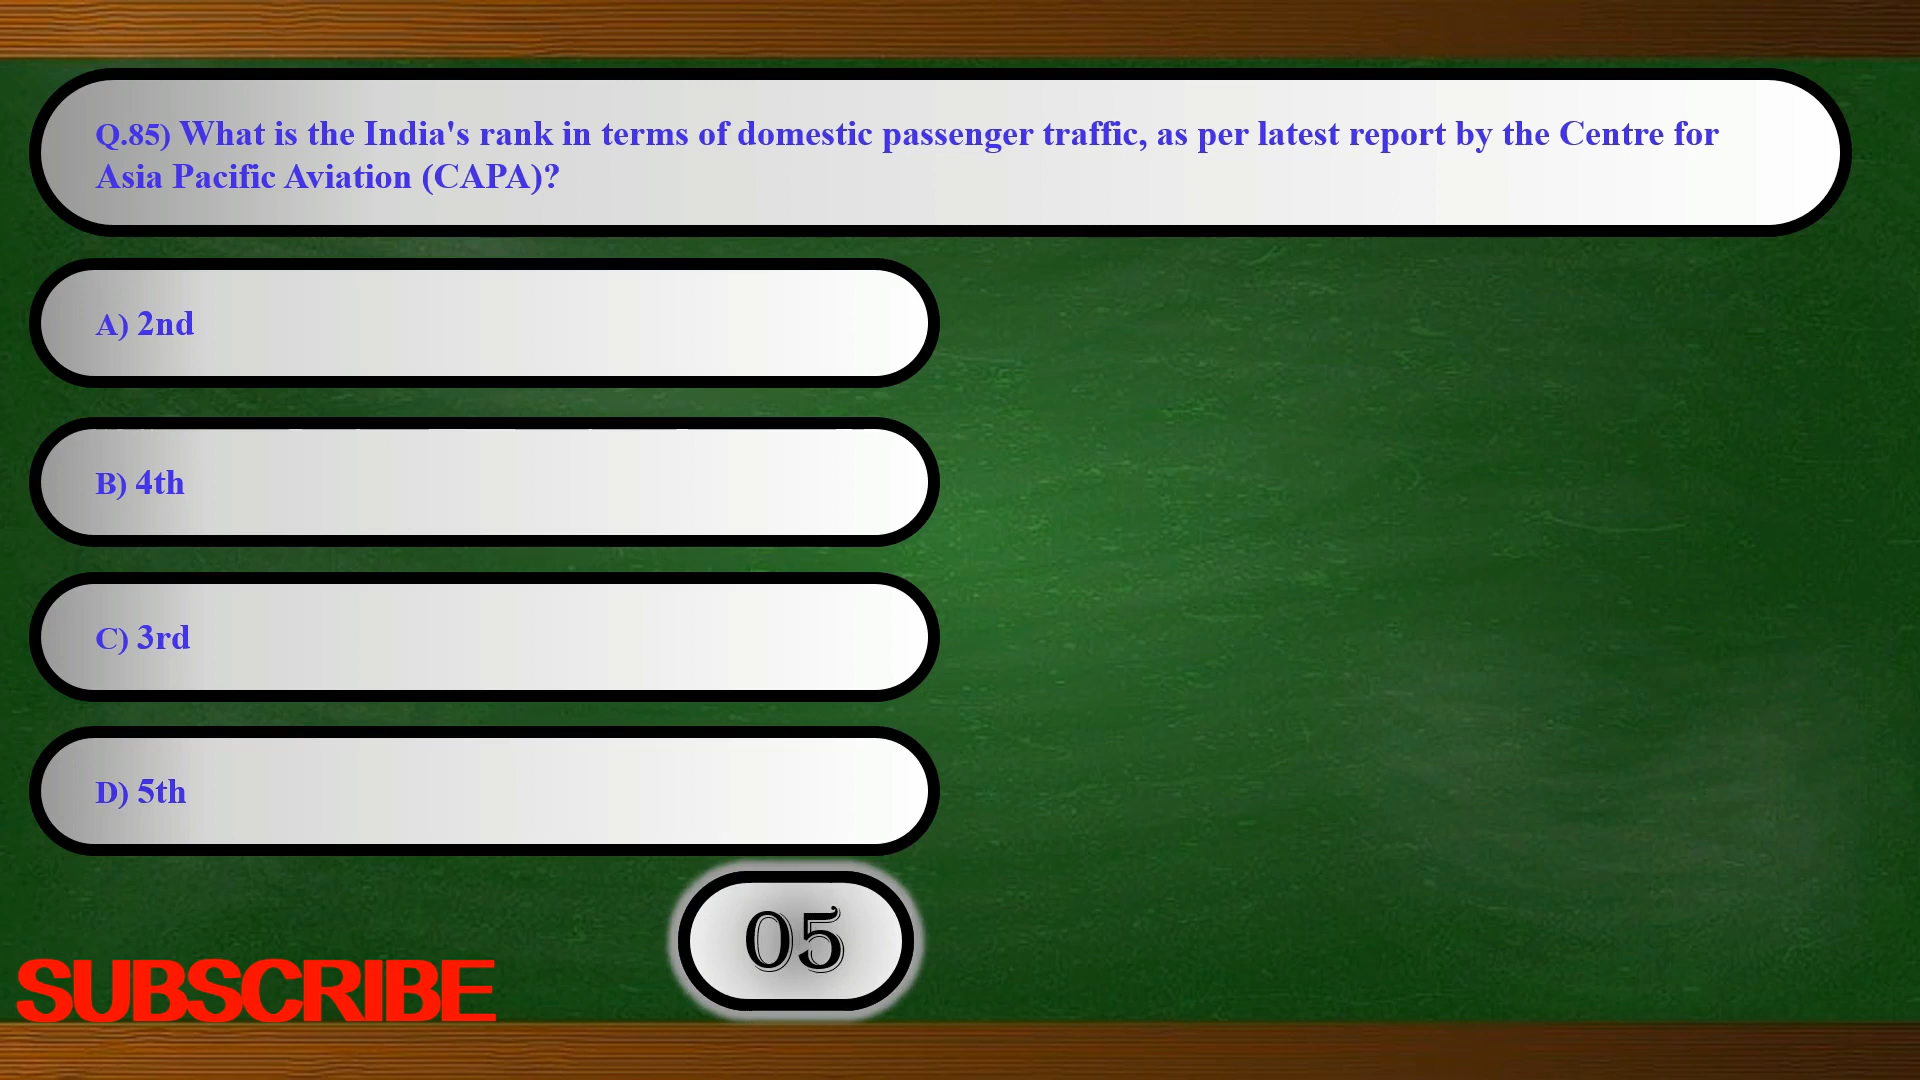 Q.85) What is the India's rank in terms of domestic passenger traffic, as per latest report by the Centre for
Asia Pacific Aviation (CAPA)?
A) 2nd
B) 4th
C) 3rd
D) 5th
05
SUBSCRIBE